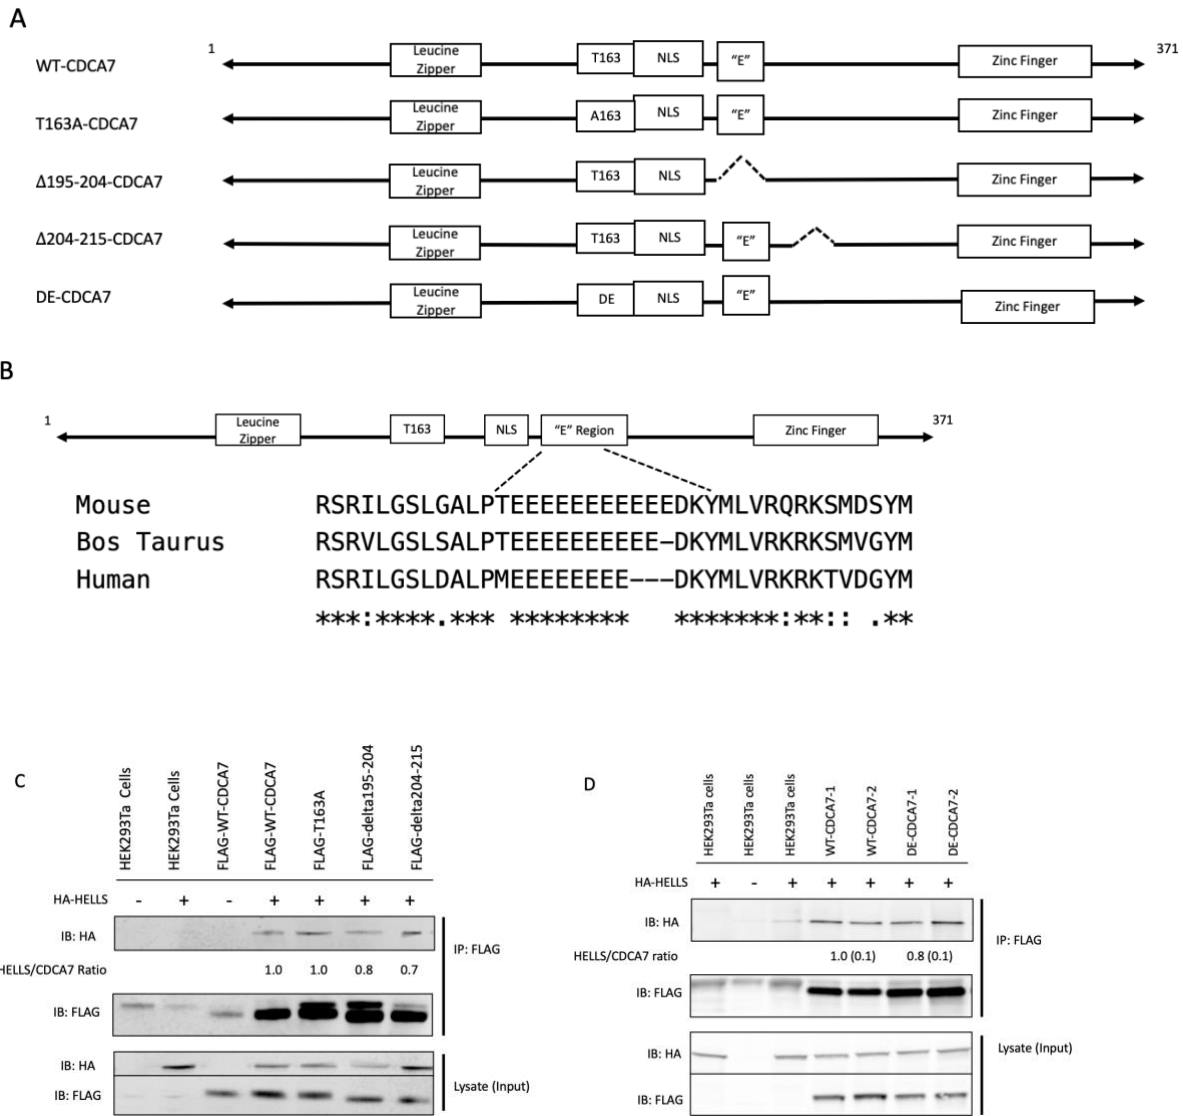 A
1
371
WT-CDCA7
Leucine Zipper
T163
NLS
“E”
Zinc Finger
T163A-CDCA7
Leucine Zipper
A163
NLS
“E”
Zinc Finger
Δ195-204-CDCA7
Leucine Zipper
T163
NLS
Zinc Finger
Δ204-215-CDCA7
Leucine Zipper
T163
NLS
“E”
Zinc Finger
DE-CDCA7
Leucine Zipper
DE
NLS
“E”
Zinc Finger
B
1
371
Leucine Zipper
T163
NLS
“E” Region
Zinc Finger
Mouse RSRILGSLGALPTEEEEEEEEEEEEDKYMLVRQRKSMDSYM
Bos Taurus RSRVLGSLSALPTEEEEEEEEEEE–DKYMLVRKRKSMVGYM
Human RSRILGSLDALPMEEEEEEEE–––DKYMLVRKRKTVDGYM
***:****.*** ******** *******:**:: .**
C
HEK293Ta Cells
HEK293Ta Cells
FLAG-WT-CDCA7
FLAG-WT-CDCA7
FLAG-T163A
FLAG-delta195-204
FLAG-delta204-215
HA-HELLS - + - + + + +
IB: HA
HELLS/CDCA7 Ratio 1.0 1.0 0.8 0.7
IB: FLAG
IP: FLAG
IB: HA
IB: FLAG
Lysate (Input)
D
HEK293Ta cells
HEK293Ta cells
HEK293Ta cells
WT-CDCA7-1
WT-CDCA7-2
DE-CDCA7-1
DE-CDCA7-2
HA-HELLS + - + + + + +
IB: HA
HELLS/CDCA7 ratio 1.0 (0.1) 0.8 (0.1)
IB: FLAG
IP: FLAG
IB: HA
IB: FLAG
Lysate (Input)